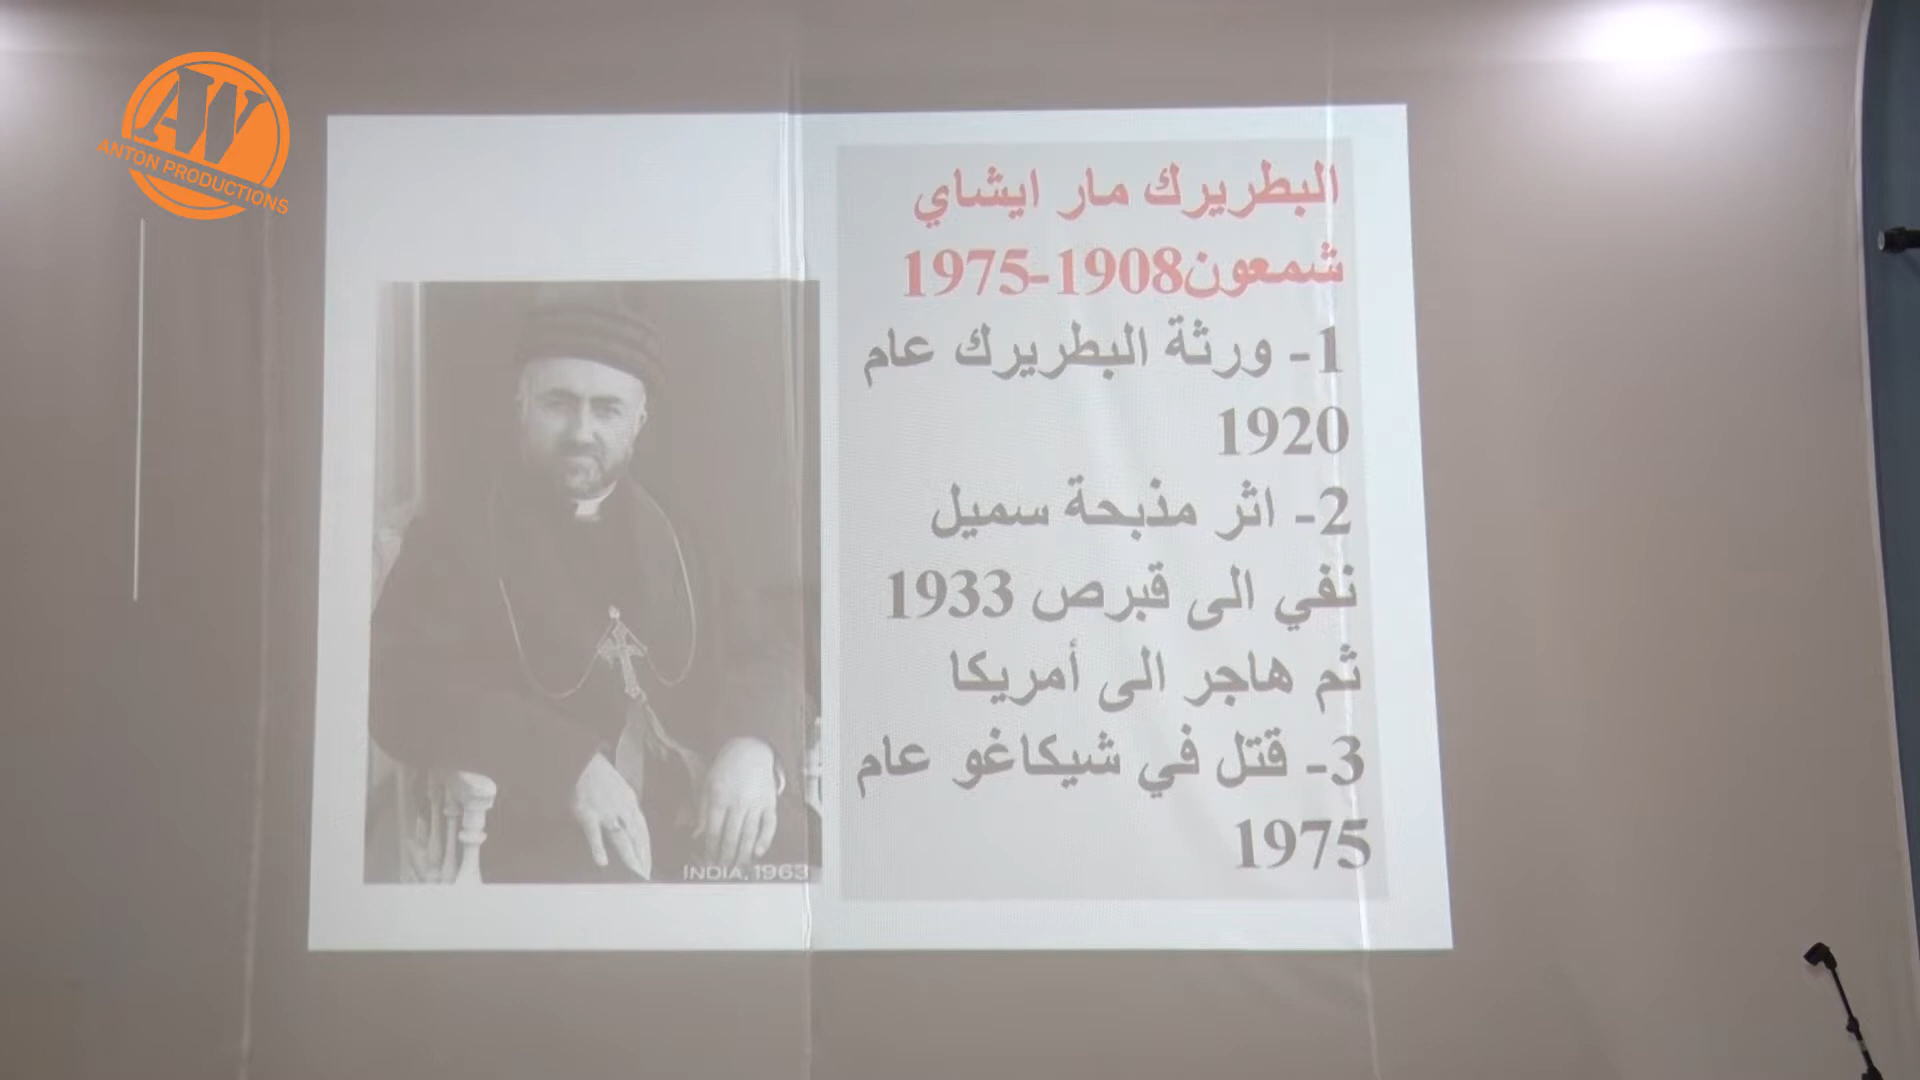 AN
ANTON PRODUCTIONS
البطريرك مار ايشاي
شمعون1908-1975
1- ورثة البطريرك عام
1920
2- اثر مذبحة سميل
نفي الى قبرص 1933
ثم هاجر الى أمريكا
3- قتل في شيكاغو عام
1975
INDIA, 1963